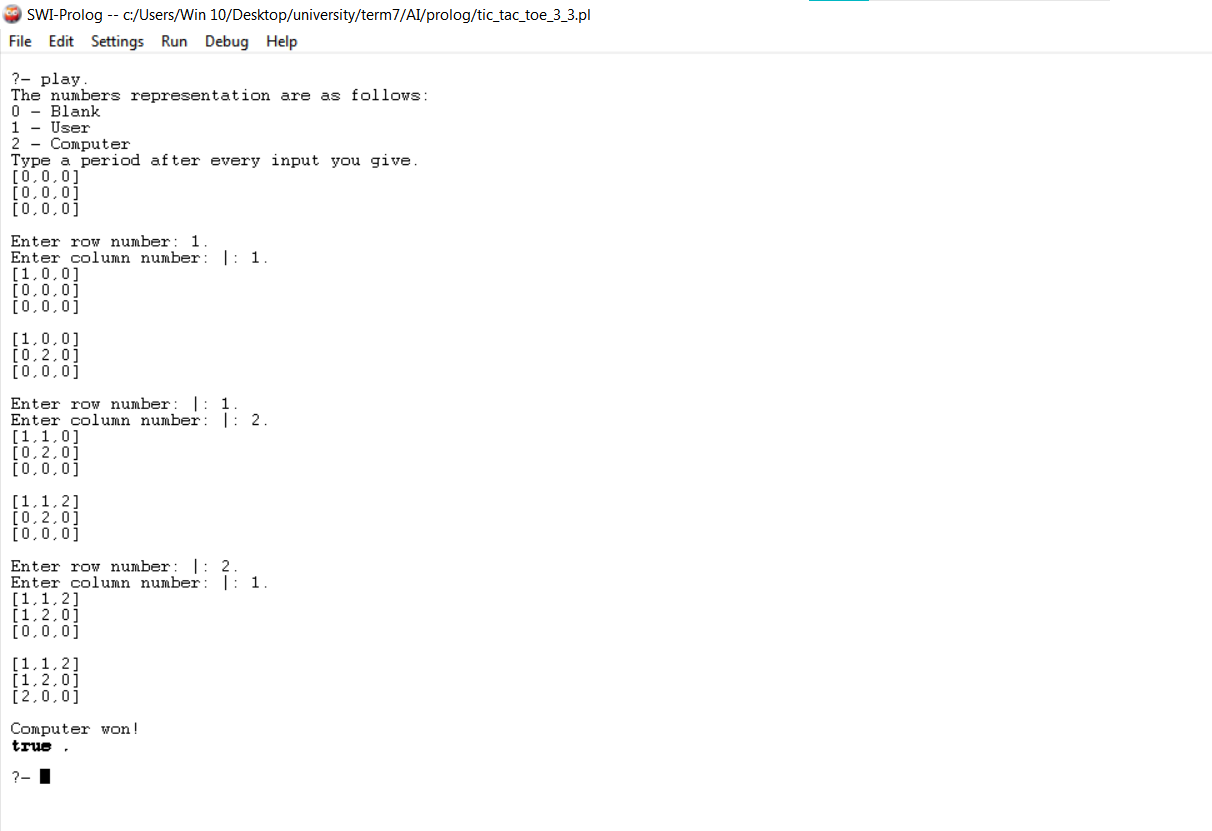 SWI-Prolog -- c:/Users/Win 10/Desktop/university/term7/AI/prolog/tic_tac_toe_3_3.pl
File Edit Settings Run Debug Help
?- play.
The numbers representation are as follows:
0 - Blank
1 - User
2 - Computer
Type a period after every input you give.
[0,0,0]
[0,0,0]
[0,0,0]
Enter row number: 1.
Enter column number: |: 1.
[1,0,0]
[0,0,0]
[0,0,0]
[1,0,0]
[0,2,0]
[0,0,0]
Enter row number: |: 1.
Enter column number: |: 2.
[1,1,0]
[0,2,0]
[0,0,0]
[1,1,2]
[0,2,0]
[0,0,0]
Enter row number: |: 2.
Enter column number: |: 1.
[1,1,2]
[1,2,0]
[0,0,0]
[1,1,2]
[1,2,0]
[2,0,0]
Computer won!
true .
?-